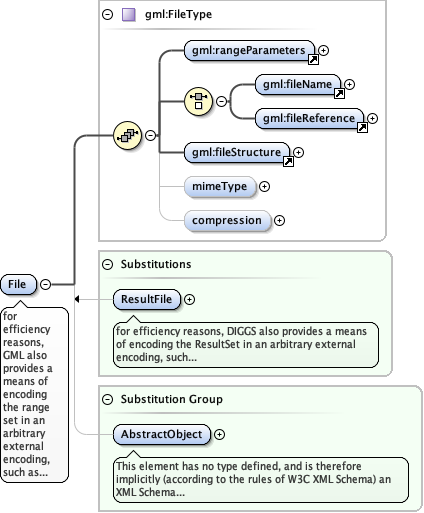 gml:FileType
gml:rangeParameters
gml:fileName
gml:fileReference
gml:fileStructure
mimeType
compression
File
for
efficiency
reasons,
GML also
provides a
means of
encoding
the range
set in an
arbitrary
external
encoding,
such as...
Substitutions
ResultFile
for efficiency reasons, DIGGS also provides a means
of encoding the ResultSet in an arbitrary external
encoding, such...
Substitution Group
AbstractObject
This element has no type defined, and is therefore
implicitly (according to the rules of W3C XML Schema) an
XML Schema...